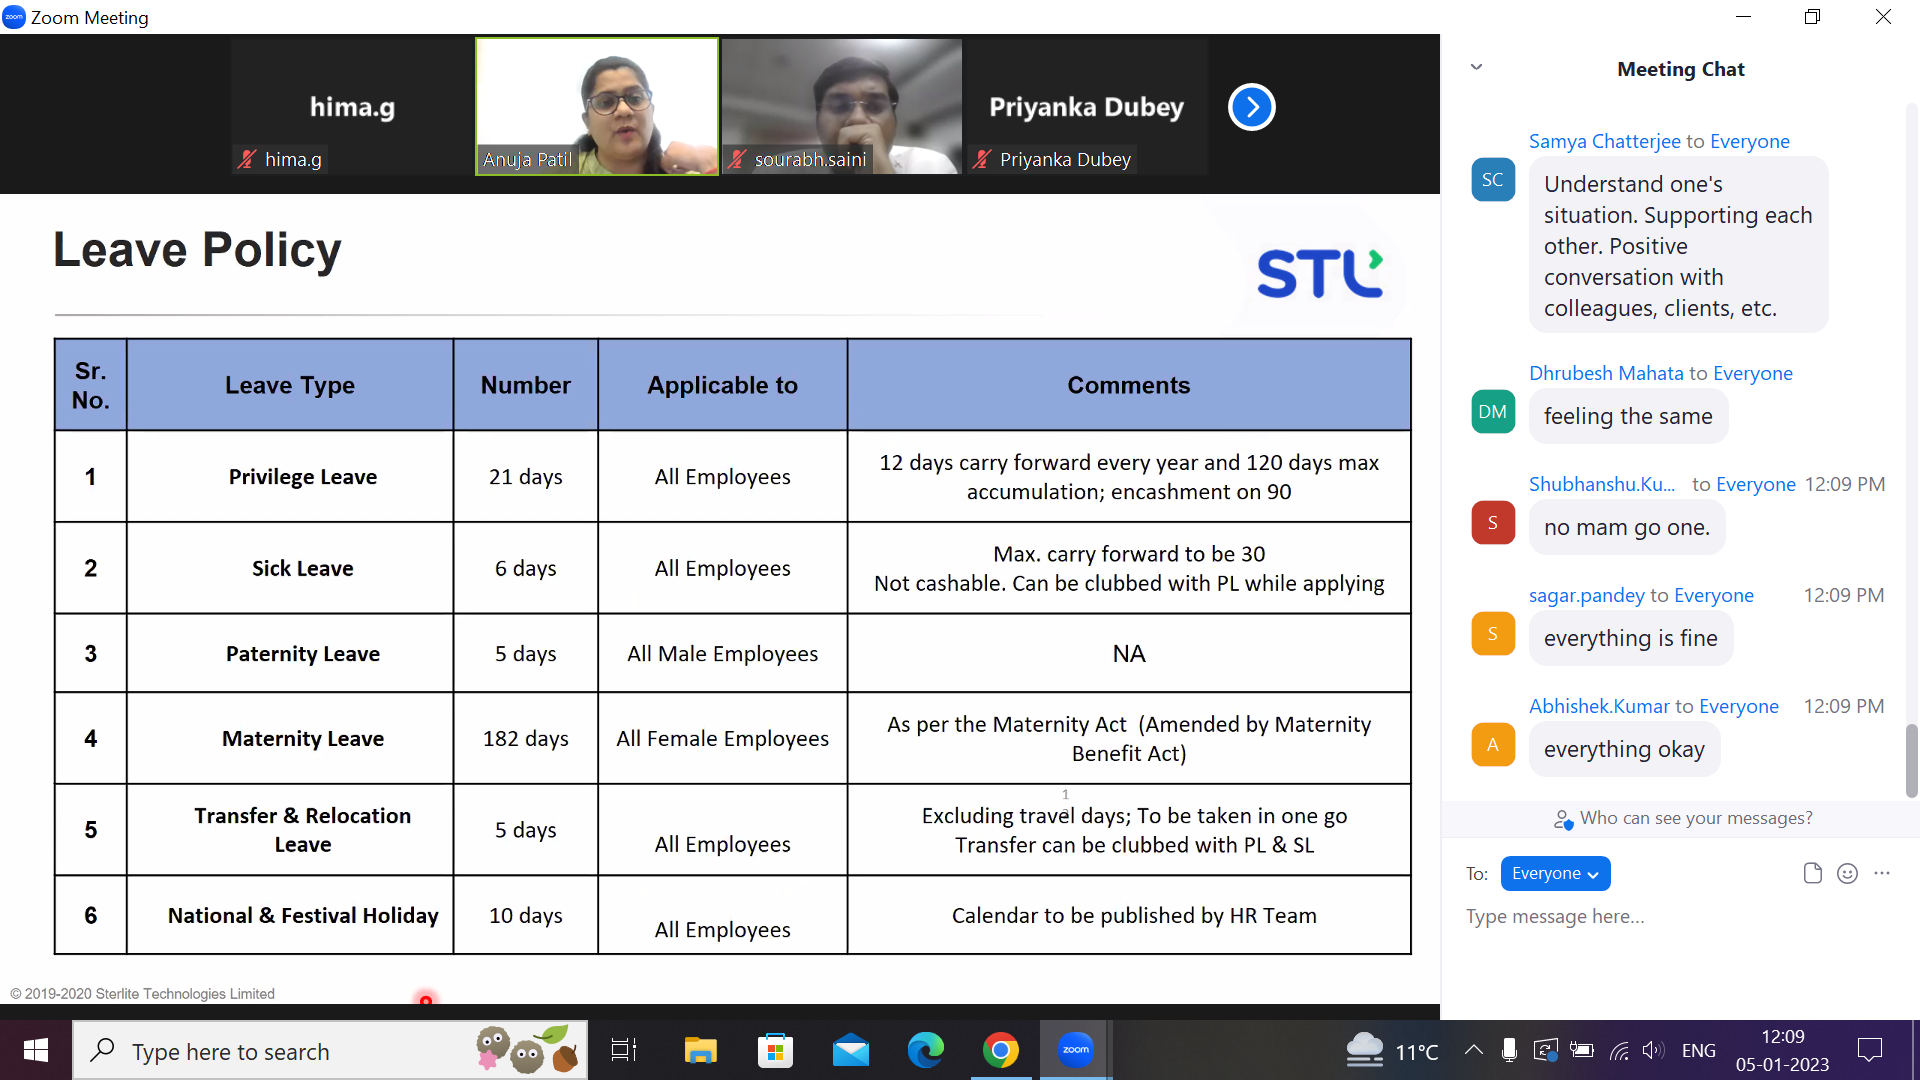 zoom Zoom Meeting
hima.g
hima.g
Anuja Patil
sourabh.saini
Priyanka Dubey
Priyanka Dubey
Leave Policy
STL
Sr. No. Leave Type Number Applicable to Comments
1 Privilege Leave 21 days All Employees 12 days carry forward every year and 120 days max
accumulation; encashment on 90
2 Sick Leave 6 days All Employees Max. carry forward to be 30
Not cashable. Can be clubbed with PL while applying
3 Paternity Leave 5 days All Male Employees NA
4 Maternity Leave 182 days All Female Employees As per the Maternity Act (Amended by Maternity
Benefit Act)
5 Transfer & Relocation
Leave 5 days All Employees Excluding travel days; To be taken in one go
Transfer can be clubbed with PL & SL
1
6 National & Festival Holiday 10 days All Employees Calendar to be published by HR Team
© 2019-2020 Sterlite Technologies Limited
Meeting Chat
Samya Chatterjee to Everyone
SC
Understand one's
situation. Supporting each
other. Positive
conversation with
colleagues, clients, etc.
Dhrubesh Mahata to Everyone
DM
feeling the same
Shubhanshu.Ku... to Everyone 12:09 PM
S
no mam go one.
sagar.pandey to Everyone 12:09 PM
S
everything is fine
Abhishek.Kumar to Everyone 12:09 PM
A
everything okay
Who can see your messages?
To: Everyone
Type message here...
Type here to search
zoom
11°C
ENG
12:09
05-01-2023